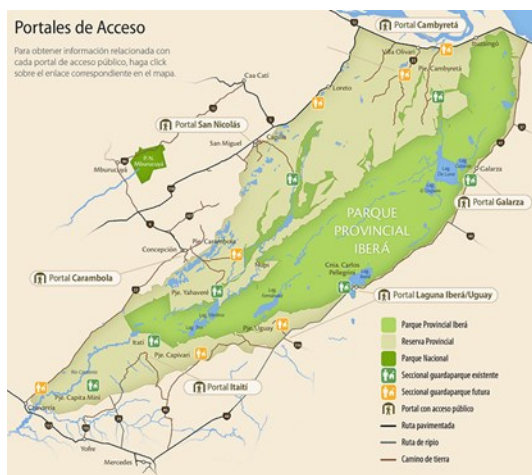 Portales de Acceso
Para obtener información relacionada con
cada portal de acceso público, haga click
sobre el enlace correspondiente en el mapa.
Portal Cambyretá
Villa Olivari
Ituzaingó
Pje. Cambyretá
Loreto
Caa Catí
Portal San Nicolás
San Miguel
P. N.
Mburucuyá
Mburucuyá
Galarza
Portal Galarza
PARQUE
PROVINCIAL
IBERÁ
Concepción
Pje. Carambola
Portal Carambola
Cnia. Carlos
Pellegrini
Pje. Yahaveré
Portal Laguna Iberá/Uguay
Pje. Uguay
Itatí
Pje. Capivari
Portal Itaití
Pje. Capita Miní
Chavarría
Yofre
Mercedes
Parque Provincial Iberá
Reserva Provincial
Parque Nacional
Seccional guardaparque existente
Seccional guardaparque futura
Portal con acceso público
Ruta pavimentada
Ruta de ripio
Camino de tierra